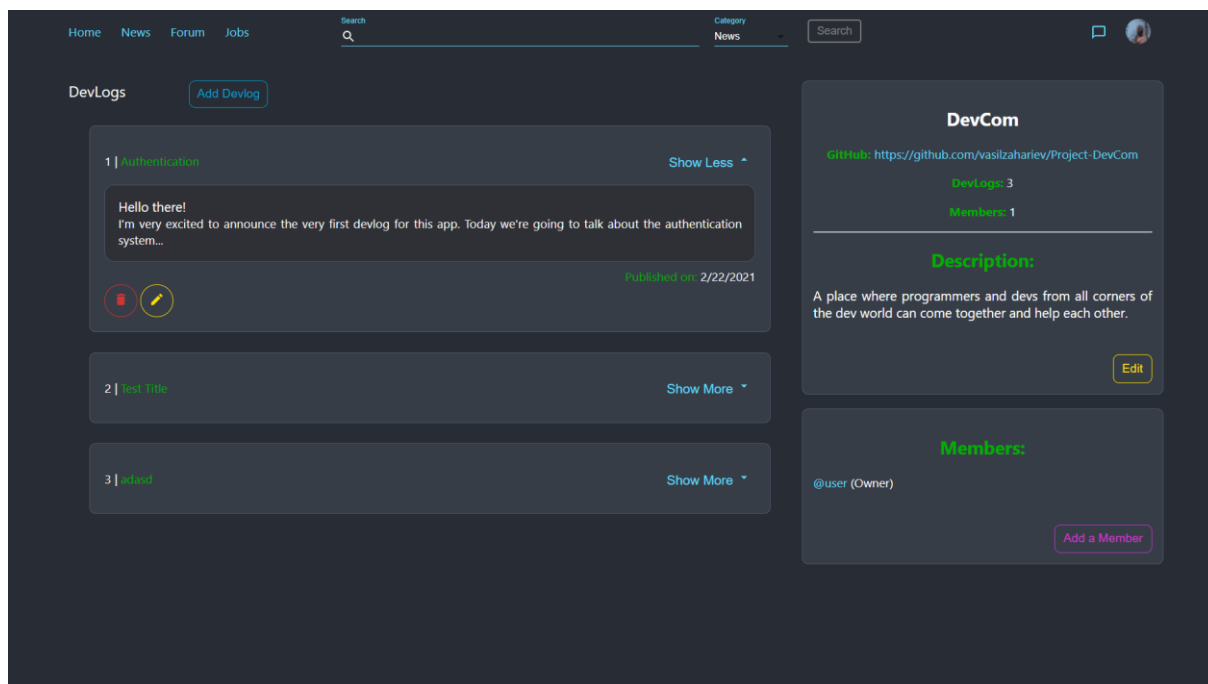 Home News Forum Jobs
Search
Category
News
Search
DevLogs
Add Devlog
1 | Authentication
Show Less
Hello there!
I'm very excited to announce the very first devlog for this app. Today we're going to talk about the authentication
system...
Published on: 2/22/2021
2 | Test Title
Show More
3 | adasd
Show More
DevCom
GitHub: https://github.com/vasilzahariev/Project-DevCom
DevLogs: 3
Members: 1
Description:
A place where programmers and devs from all corners of
the dev world can come together and help each other.
Edit
Members:
@user (Owner)
Add a Member